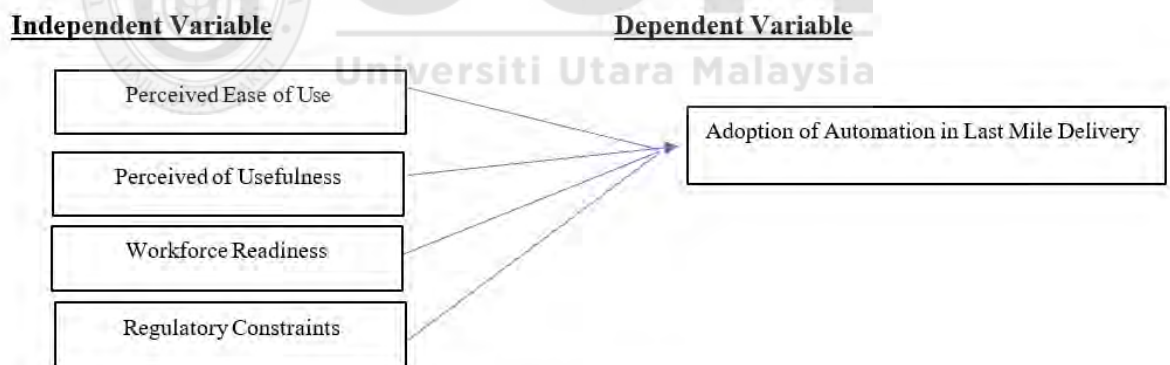 Independent Variable
Dependent Variable
Universiti Utara Malaysia
Perceived Ease of Use
Adoption of Automation in Last Mile Delivery
Perceived of Usefulness
Workforce Readiness
Regulatory Constraints